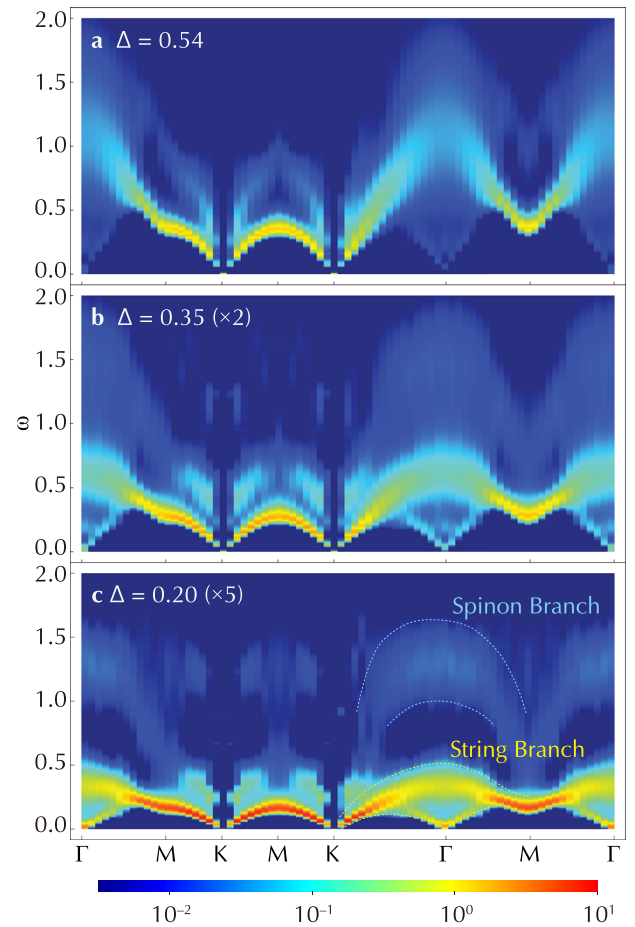 2.0
a Δ = 0.54
1.5
1.0
0.5
0.0
2.0
b Δ = 0.35 (×2)
1.5
ω
1.0
0.5
0.0
2.0
c Δ = 0.20 (×5)
Spinon Branch
1.5
1.0
String Branch
0.5
0.0
Γ M K M K Γ M Γ
10⁻² 10⁻¹ 10⁰ 10¹